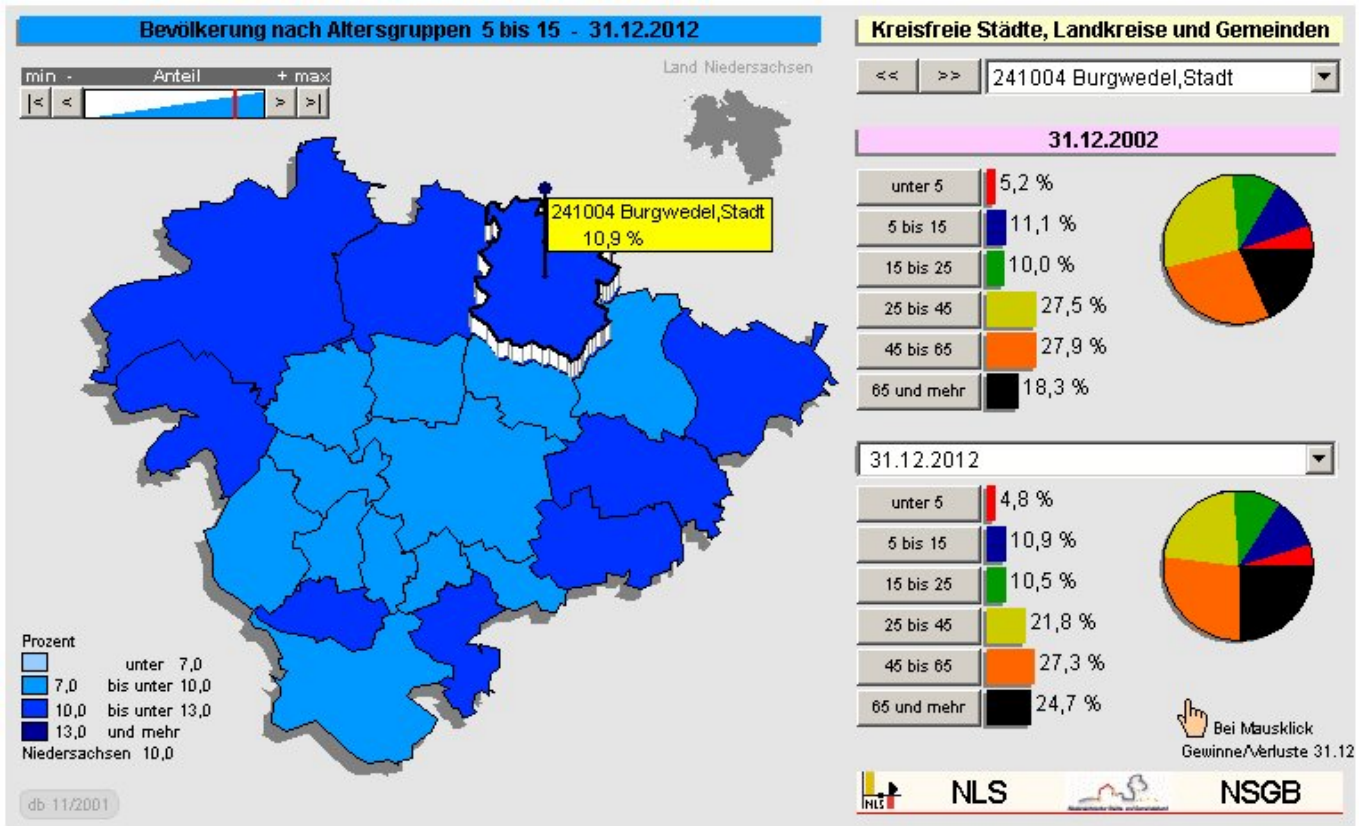 Bevölkerung nach Altersgruppen 5 bis 15 - 31.12.2012
min - Anteil + max
|< < > >|
Land Niedersachsen
241004 Burgwedel,Stadt
10,9 %
Prozent
unter 7,0
7,0 bis unter 10,0
10,0 bis unter 13,0
13,0 und mehr
Niedersachsen 10,0
db 11/2001
Kreisfreie Städte, Landkreise und Gemeinden
<< >> 241004 Burgwedel,Stadt
31.12.2002
unter 5 5,2 %
5 bis 15 11,1 %
15 bis 25 10,0 %
25 bis 45 27,5 %
45 bis 65 27,9 %
65 und mehr 18,3 %
31.12.2012
unter 5 4,8 %
5 bis 15 10,9 %
15 bis 25 10,5 %
25 bis 45 21,8 %
45 bis 65 27,3 %
65 und mehr 24,7 %
Bei Mausklick
Gewinne/Verluste 31.12
NLS NLS NSGB